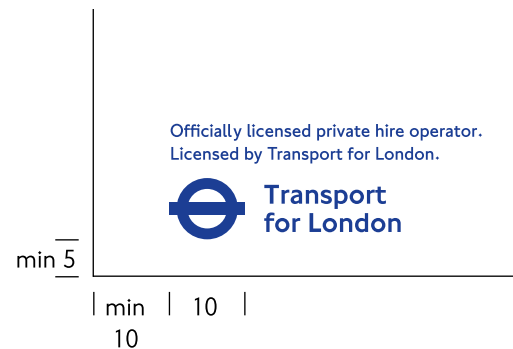 Officially licensed private hire operator.
Licensed by Transport for London.
Transport
for London
min 5
min 10
10